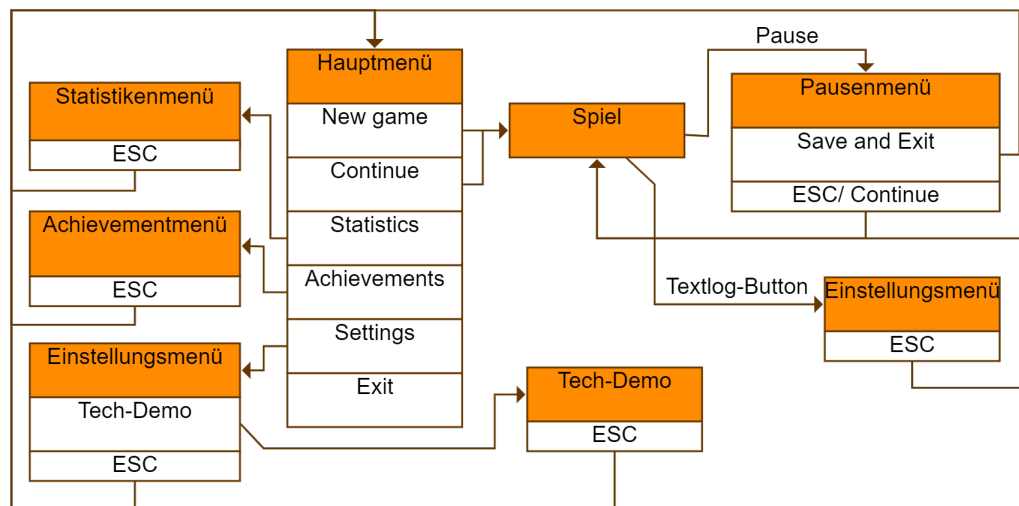 Hauptmenü
New game
Continue
Statistics
Achievements
Settings
Exit
Statistikenmenü
ESC
Achievementmenü
ESC
Einstellungsmenü
Tech-Demo
ESC
Spiel
Pause
Pausenmenü
Save and Exit
ESC/ Continue
Textlog-Button
Einstellungsmenü
ESC
Tech-Demo
ESC